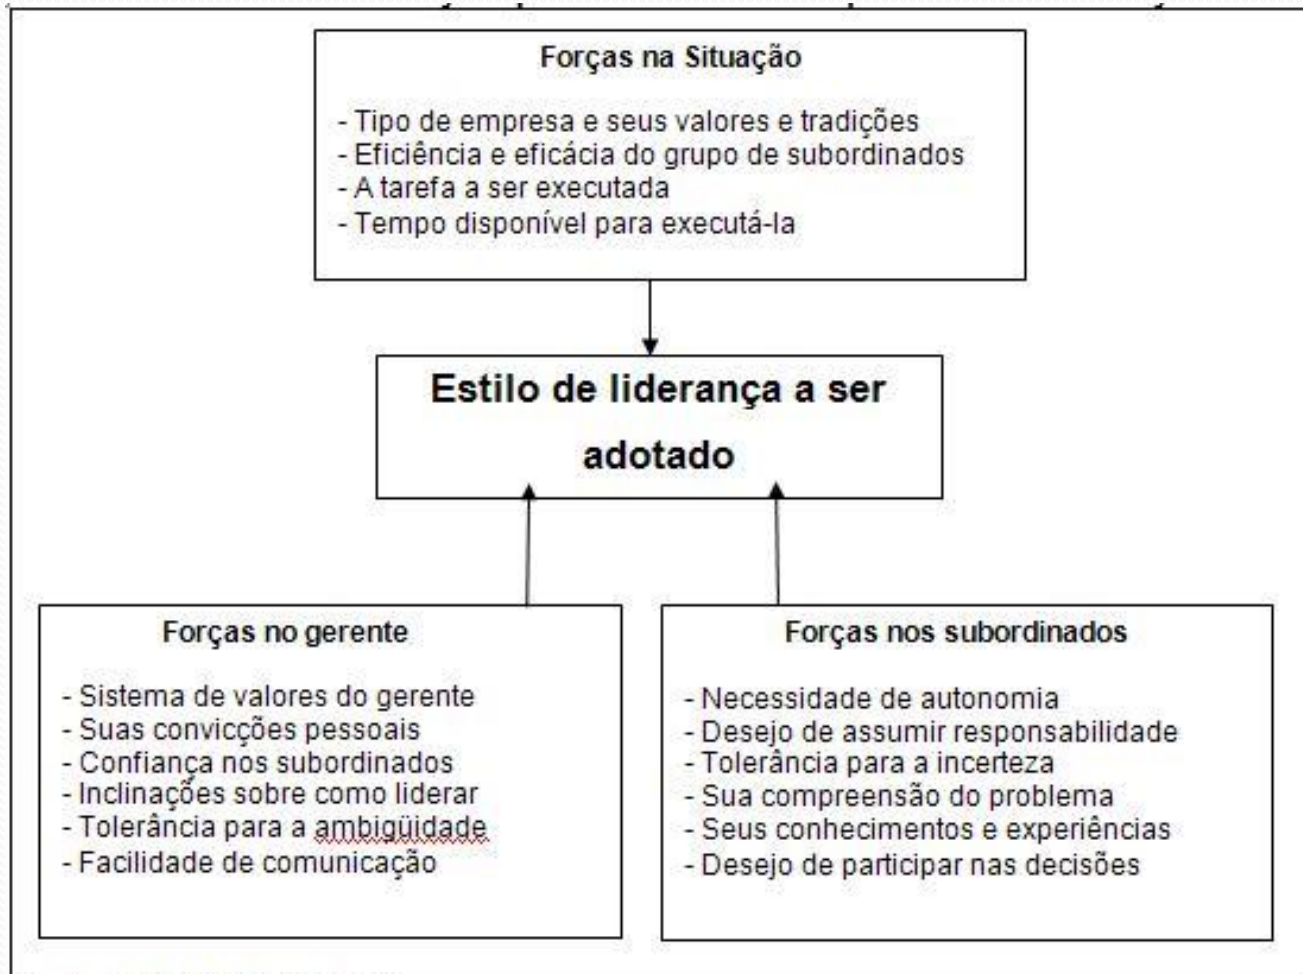 Forças na Situação
- Tipo de empresa e seus valores e tradições
- Eficiência e eficácia do grupo de subordinados
- A tarefa a ser executada
- Tempo disponível para executá-la
Estilo de liderança a ser
adotado
Forças no gerente
- Sistema de valores do gerente
- Suas convicções pessoais
- Confiança nos subordinados
- Inclinações sobre como liderar
- Tolerância para a ambigüidade
- Facilidade de comunicação
Forças nos subordinados
- Necessidade de autonomia
- Desejo de assumir responsabilidade
- Tolerância para a incerteza
- Sua compreensão do problema
- Seus conhecimentos e experiências
- Desejo de participar nas decisões